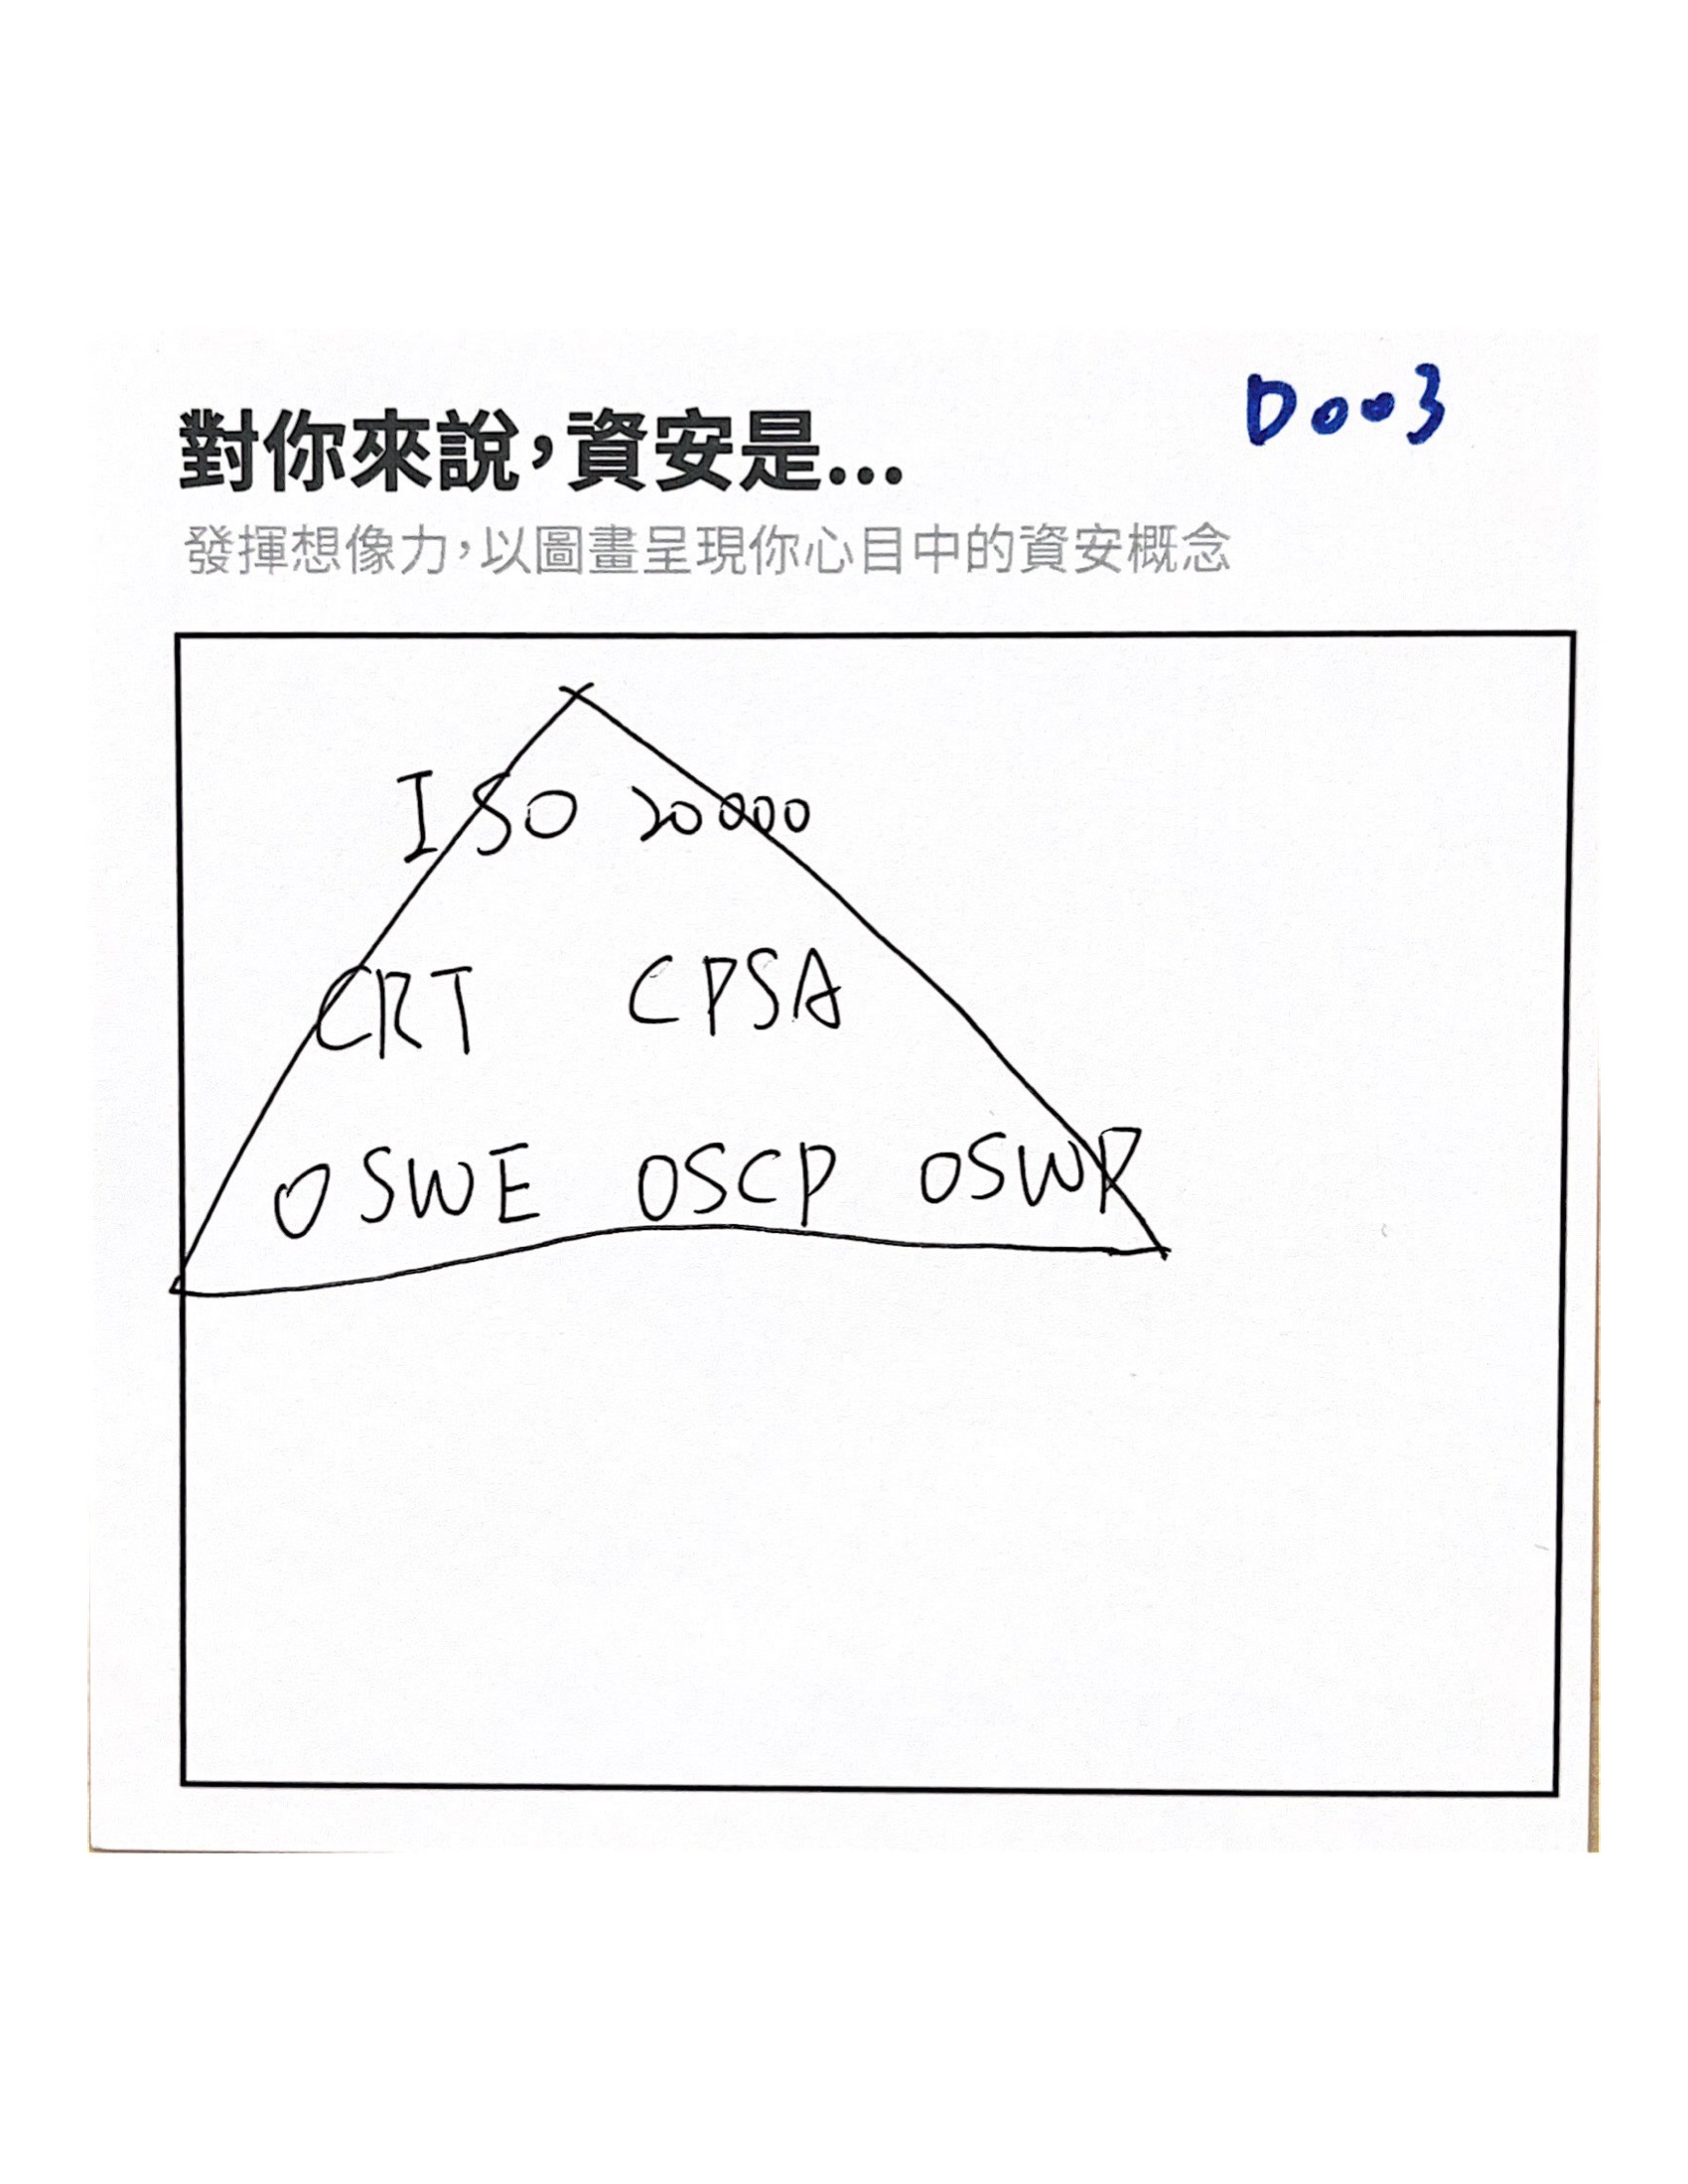 D003
對你來說，資安是...
發揮想像力，以圖畫呈現你心目中的資安概念
ISO 20000
CRT CPSA
OSWE OSCP OSWP